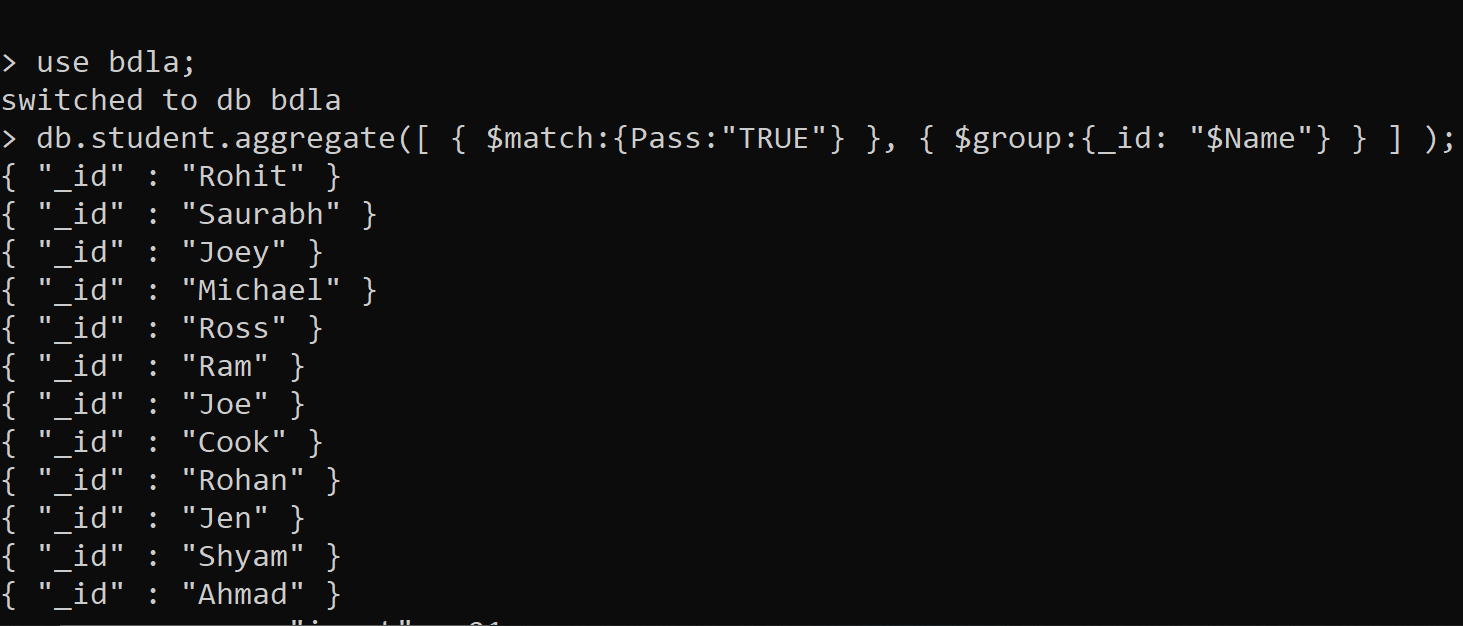 > use bdla;
switched to db bdla
> db.student.aggregate([ { $match:{Pass:"TRUE"} }, { $group:{_id: "$Name"} } ] );
{ "_id" : "Rohit" }
{ "_id" : "Saurabh" }
{ "_id" : "Joey" }
{ "_id" : "Michael" }
{ "_id" : "Ross" }
{ "_id" : "Ram" }
{ "_id" : "Joe" }
{ "_id" : "Cook" }
{ "_id" : "Rohan" }
{ "_id" : "Jen" }
{ "_id" : "Shyam" }
{ "_id" : "Ahmad" }